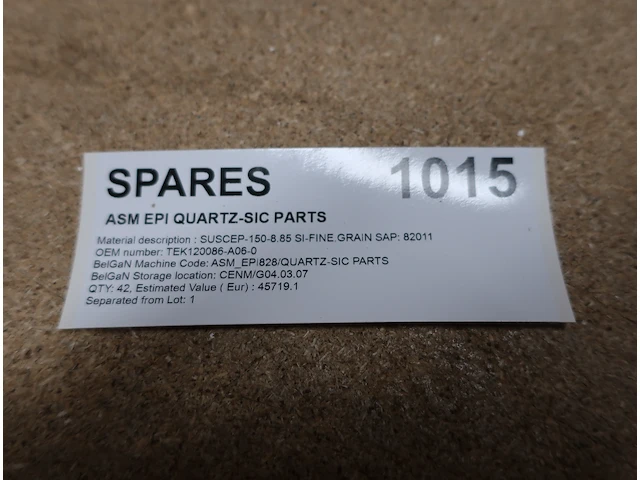 SPARES 1015
ASM EPI QUARTZ-SIC PARTS
Material description : SUSCEP-150-8.85 SI-FINE.GRAIN SAP: 82011
OEM number: TEK120086-A06-0
BelGaN Machine Code: ASM_EPI828/QUARTZ-SIC PARTS
BelGaN Storage location: CENM/G04.03.07
QTY: 42, Estimated Value ( Eur) : 45719.1
Separated from Lot: 1